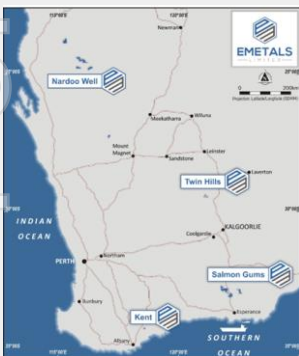 Newman
EMETALS
LIMITED
Nardoo Well
Meekatharra
Wiluna
Mount
Magnet
Sandstone
Leinster
Twin Hills
Laverton
INDIAN
OCEAN
Coolgardie
KALGOORLIE
PERTH
Northam
Salmon Gums
Bunbury
Kent
Esperance
Albany
SOUTHERN
OCEAN